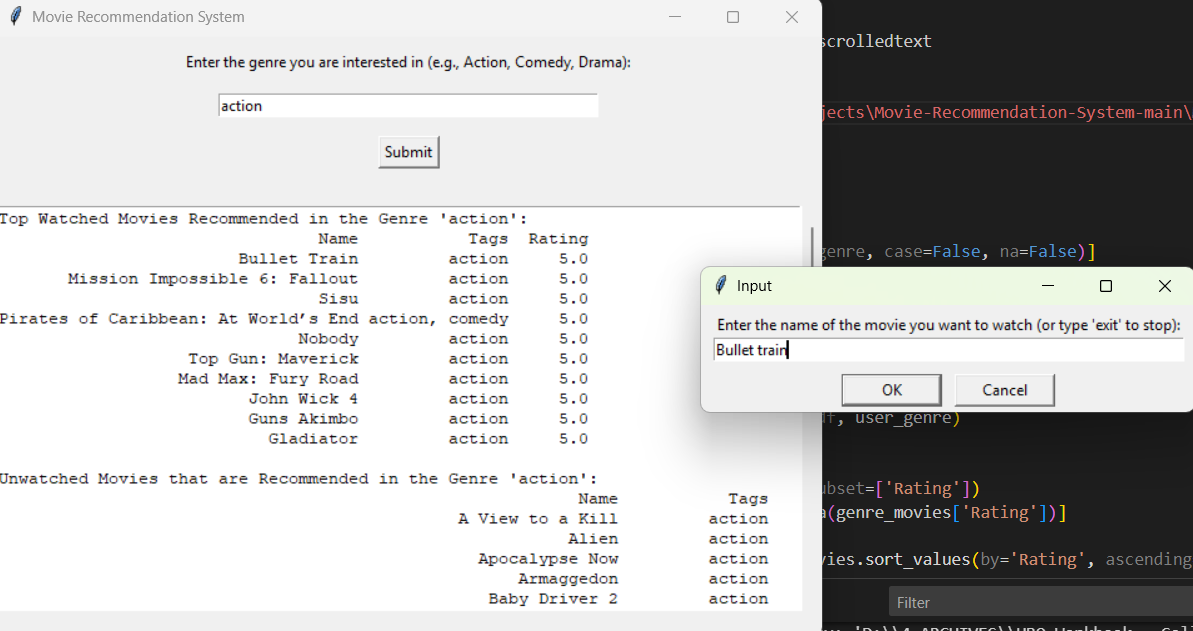 Movie Recommendation System
Enter the genre you are interested in (e.g., Action, Comedy, Drama):
action
Submit
Top Watched Movies Recommended in the Genre 'action':
Name Tags Rating
Bullet Train action 5.0
Mission Impossible 6: Fallout action 5.0
Sisu action 5.0
Pirates of Caribbean: At World’s End action, comedy 5.0
Nobody action 5.0
Top Gun: Maverick action 5.0
Mad Max: Fury Road action 5.0
John Wick 4 action 5.0
Guns Akimbo action 5.0
Gladiator action 5.0
Unwatched Movies that are Recommended in the Genre 'action':
Name Tags
A View to a Kill action
Alien action
Apocalypse Now action
Armaggedon action
Baby Driver 2 action
scrolledtext
jects\Movie-Recommendation-System-main\
genre, case=False, na=False)]
Input
Enter the name of the movie you want to watch (or type 'exit' to stop):
Bullet train
OK Cancel
, user_genre)
ubset=['Rating'])
(genre_movies['Rating'])]
vies.sort_values(by='Rating', ascending
Filter